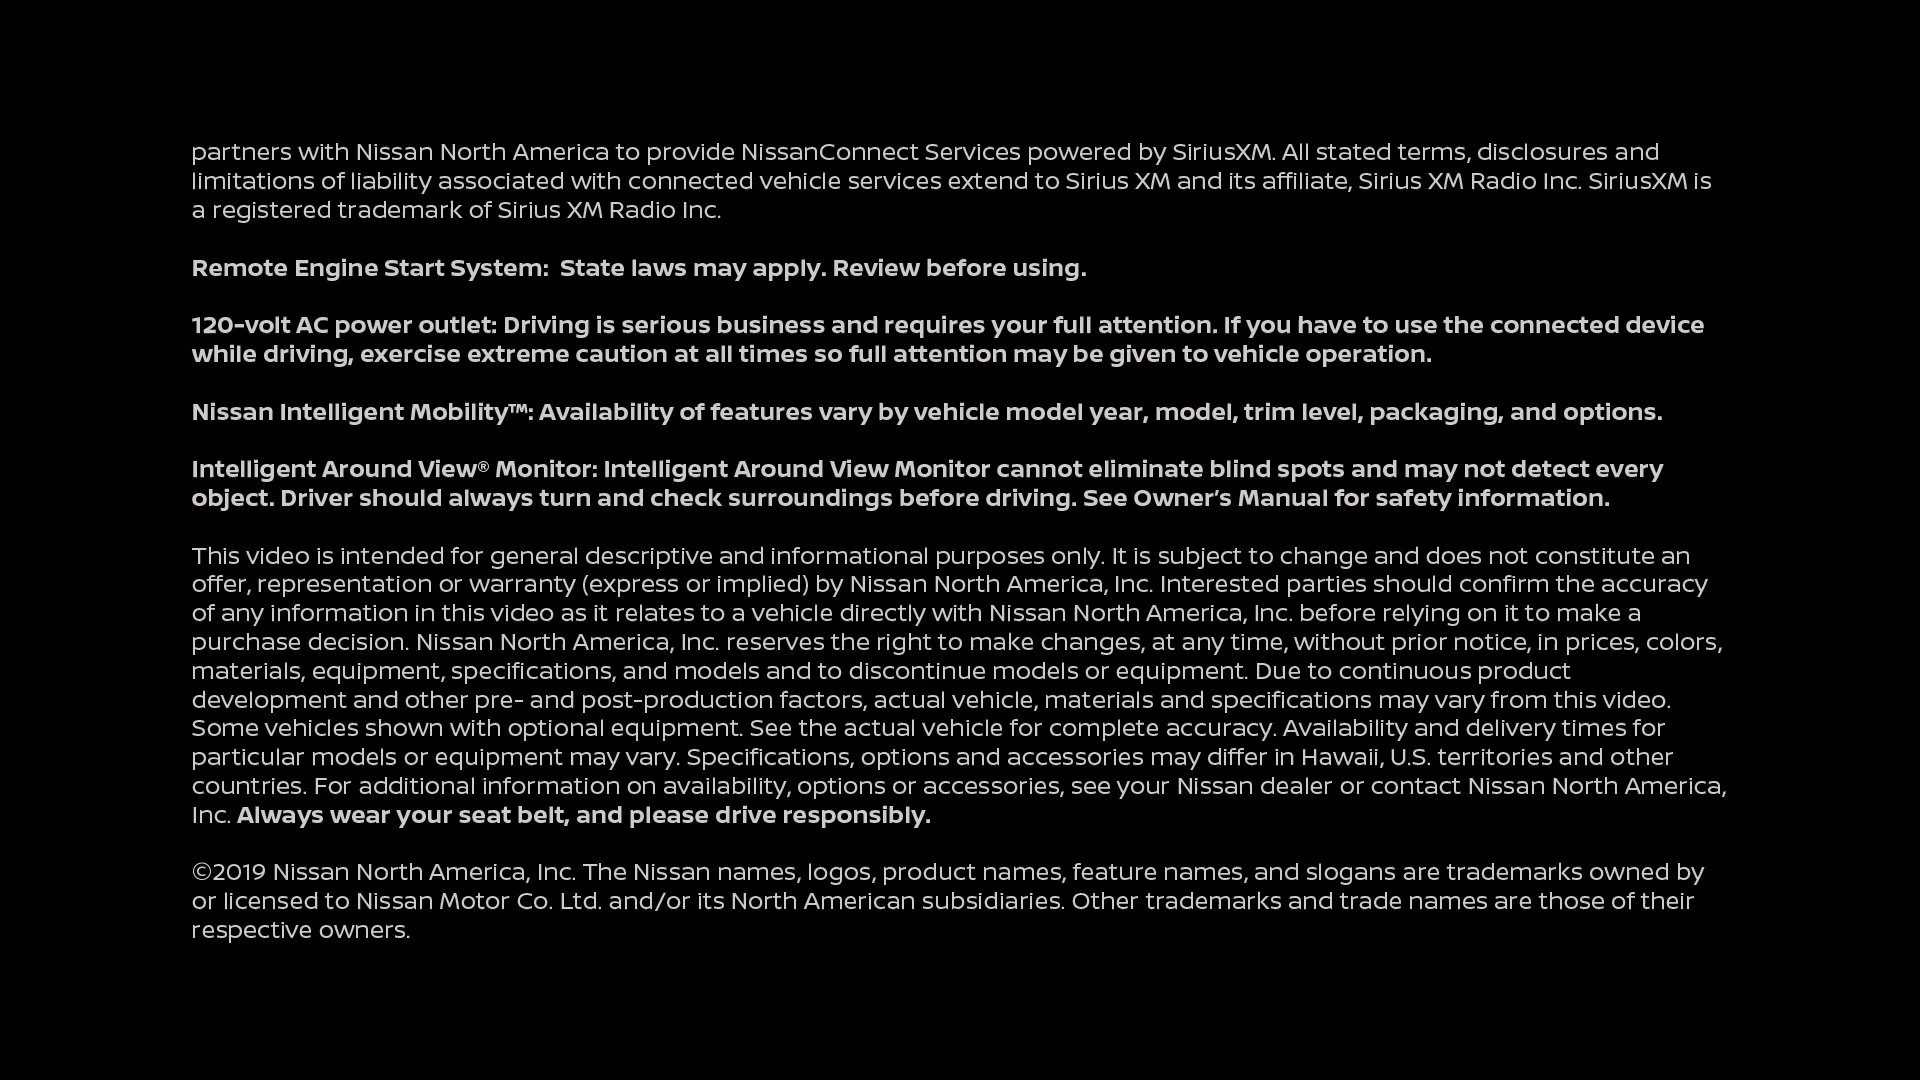 partners with Nissan North America to provide NissanConnect Services powered by SiriusXM. All stated terms, disclosures and
limitations of liability associated with connected vehicle services extend to Sirius XM and its affiliate, Sirius XM Radio Inc. SiriusXM is
a registered trademark of Sirius XM Radio Inc.
Remote Engine Start System:  State laws may apply. Review before using.
120-volt AC power outlet: Driving is serious business and requires your full attention. If you have to use the connected device
while driving, exercise extreme caution at all times so full attention may be given to vehicle operation.
Nissan Intelligent Mobility™: Availability of features vary by vehicle model year, model, trim level, packaging, and options.
Intelligent Around View® Monitor: Intelligent Around View Monitor cannot eliminate blind spots and may not detect every
object. Driver should always turn and check surroundings before driving. See Owner’s Manual for safety information.
This video is intended for general descriptive and informational purposes only. It is subject to change and does not constitute an
offer, representation or warranty (express or implied) by Nissan North America, Inc. Interested parties should confirm the accuracy
of any information in this video as it relates to a vehicle directly with Nissan North America, Inc. before relying on it to make a
purchase decision. Nissan North America, Inc. reserves the right to make changes, at any time, without prior notice, in prices, colors,
materials, equipment, specifications, and models and to discontinue models or equipment. Due to continuous product
development and other pre- and post-production factors, actual vehicle, materials and specifications may vary from this video.
Some vehicles shown with optional equipment. See the actual vehicle for complete accuracy. Availability and delivery times for
particular models or equipment may vary. Specifications, options and accessories may differ in Hawaii, U.S. territories and other
countries. For additional information on availability, options or accessories, see your Nissan dealer or contact Nissan North America,
Inc. Always wear your seat belt, and please drive responsibly.
©2019 Nissan North America, Inc. The Nissan names, logos, product names, feature names, and slogans are trademarks owned by
or licensed to Nissan Motor Co. Ltd. and/or its North American subsidiaries. Other trademarks and trade names are those of their
respective owners.